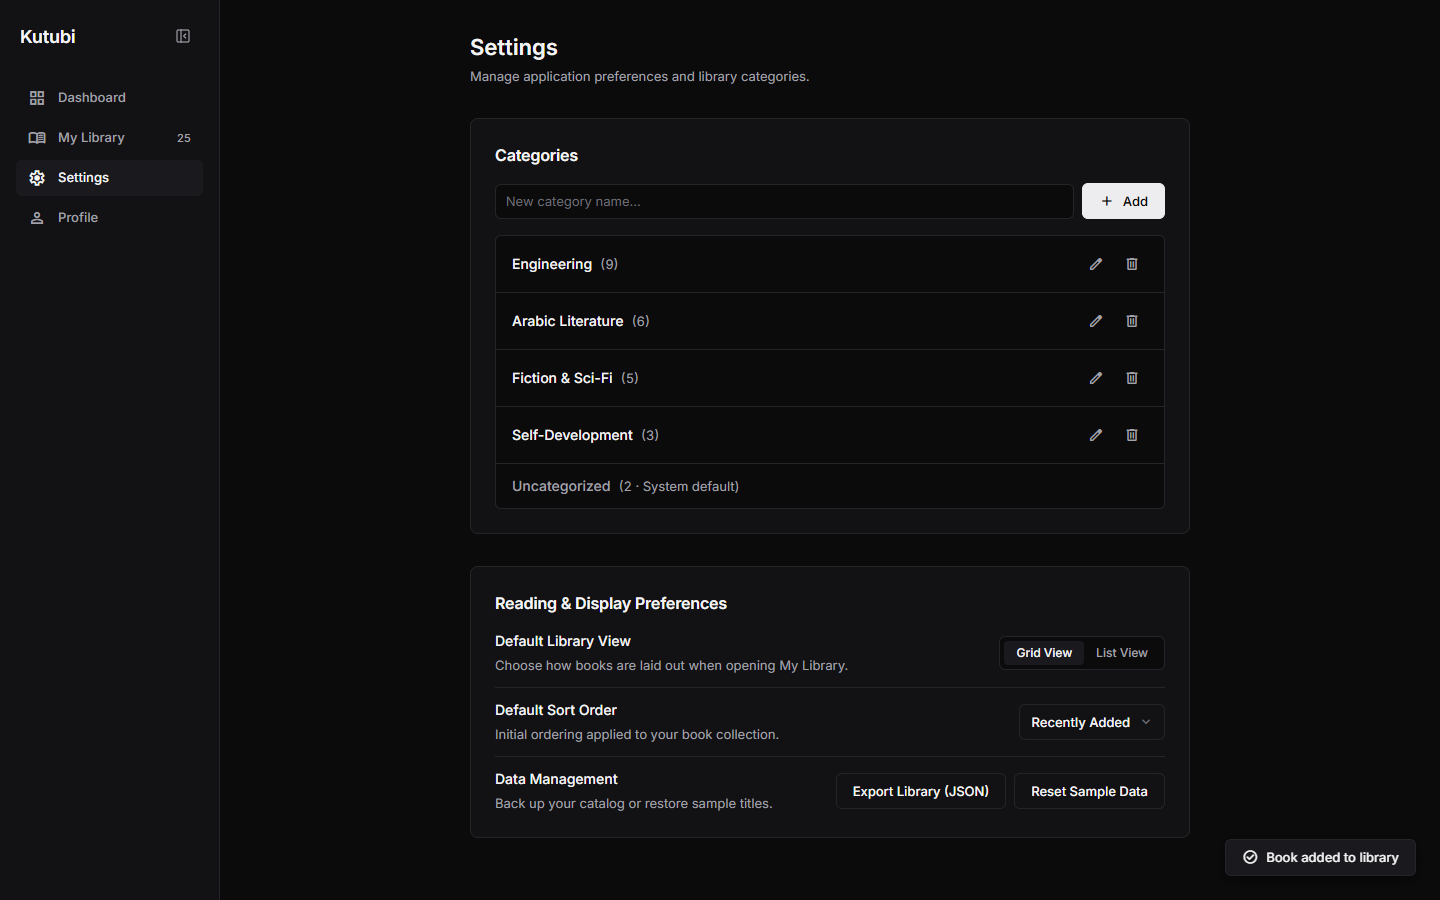 Kutubi
Dashboard
My Library 25
Settings
Profile
Settings
Manage application preferences and library categories.
Categories
New category name...
Add
Engineering (9)
Arabic Literature (6)
Fiction & Sci-Fi (5)
Self-Development (3)
Uncategorized (2 · System default)
Reading & Display Preferences
Default Library View
Choose how books are laid out when opening My Library.
Grid View List View
Default Sort Order
Initial ordering applied to your book collection.
Recently Added
Data Management
Back up your catalog or restore sample titles.
Export Library (JSON) Reset Sample Data
Book added to library